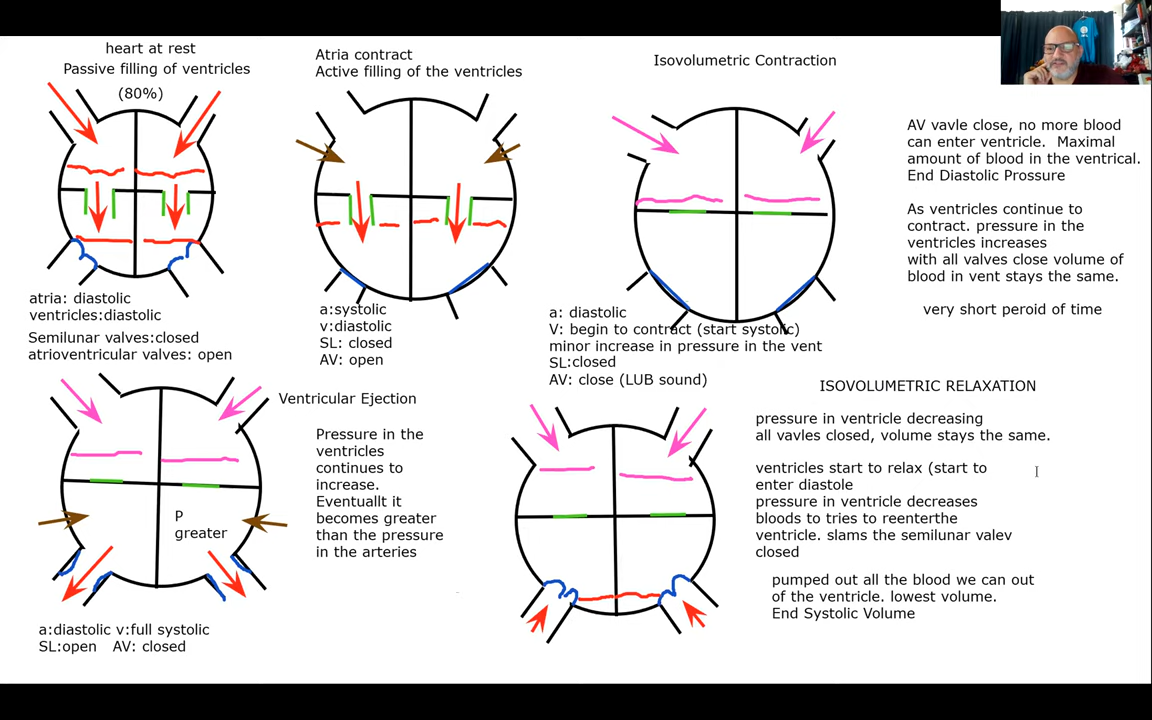 heart at rest
Passive filling of ventricles
(80%)
atria: diastolic
ventricles:diastolic
Semilunar valves:closed
atrioventricular valves: open
Atria contract
Active filling of the ventricles
a:systolic
v:diastolic
SL: closed
AV: open
Isovolumetric Contraction
a: diastolic
V: begin to contract (start systolic)
minor increase in pressure in the vent
SL:closed
AV: close (LUB sound)
AV vavle close, no more blood
can enter ventricle. Maximal
amount of blood in the ventrical.
End Diastolic Prossure
As ventricles continue to
contract. pressure in the
ventricles increases
with all valves close volume of
blood in vent stays the same.
very short peroid of time
Ventricular Ejection
Pressure in the
ventricles
continues to
increase.
Eventuallt it
becomes greater
than the pressure
in the arteries
P
greater
a:diastolic v:full systolic
SL:open AV: closed
ISOVOLUMETRIC RELAXATION
pressure in ventricle decreasing
all vavles closed, volume stays the same.
ventricles start to relax (start to
enter diastole
pressure in ventricle decreases
bloods to tries to reenterthe
ventricle. slams the semilunar valev
closed
pumped out all the blood we can out
of the ventricle. lowest volume.
End Systolic Volume